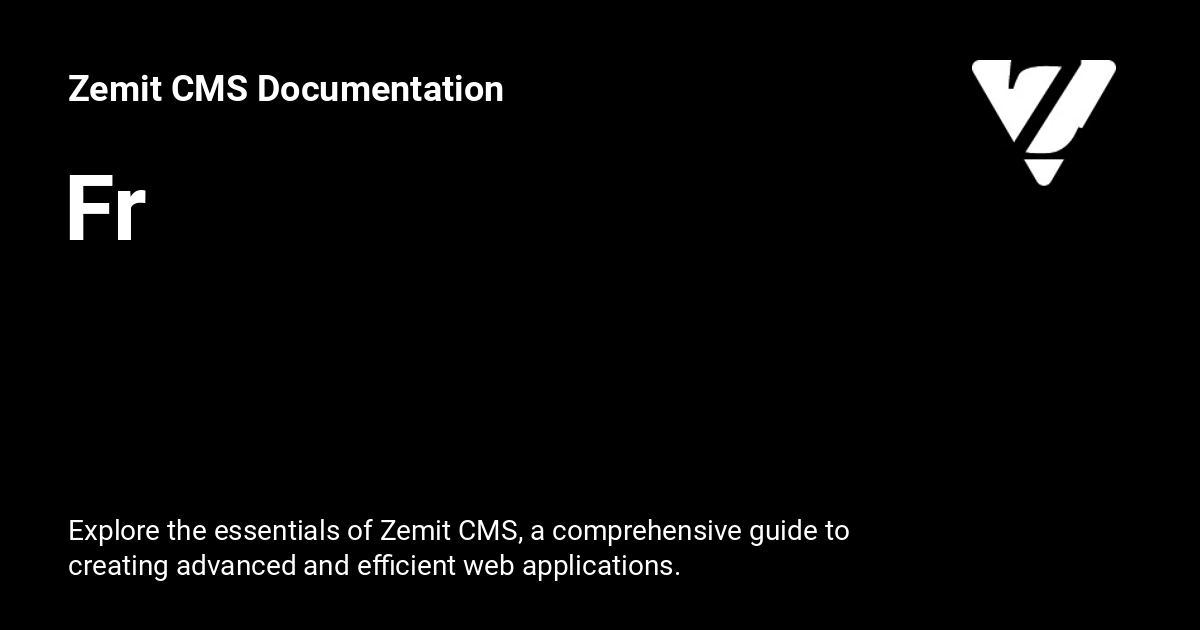 Zemit CMS Documentation
Fr
Explore the essentials of Zemit CMS, a comprehensive guide to
creating advanced and efficient web applications.